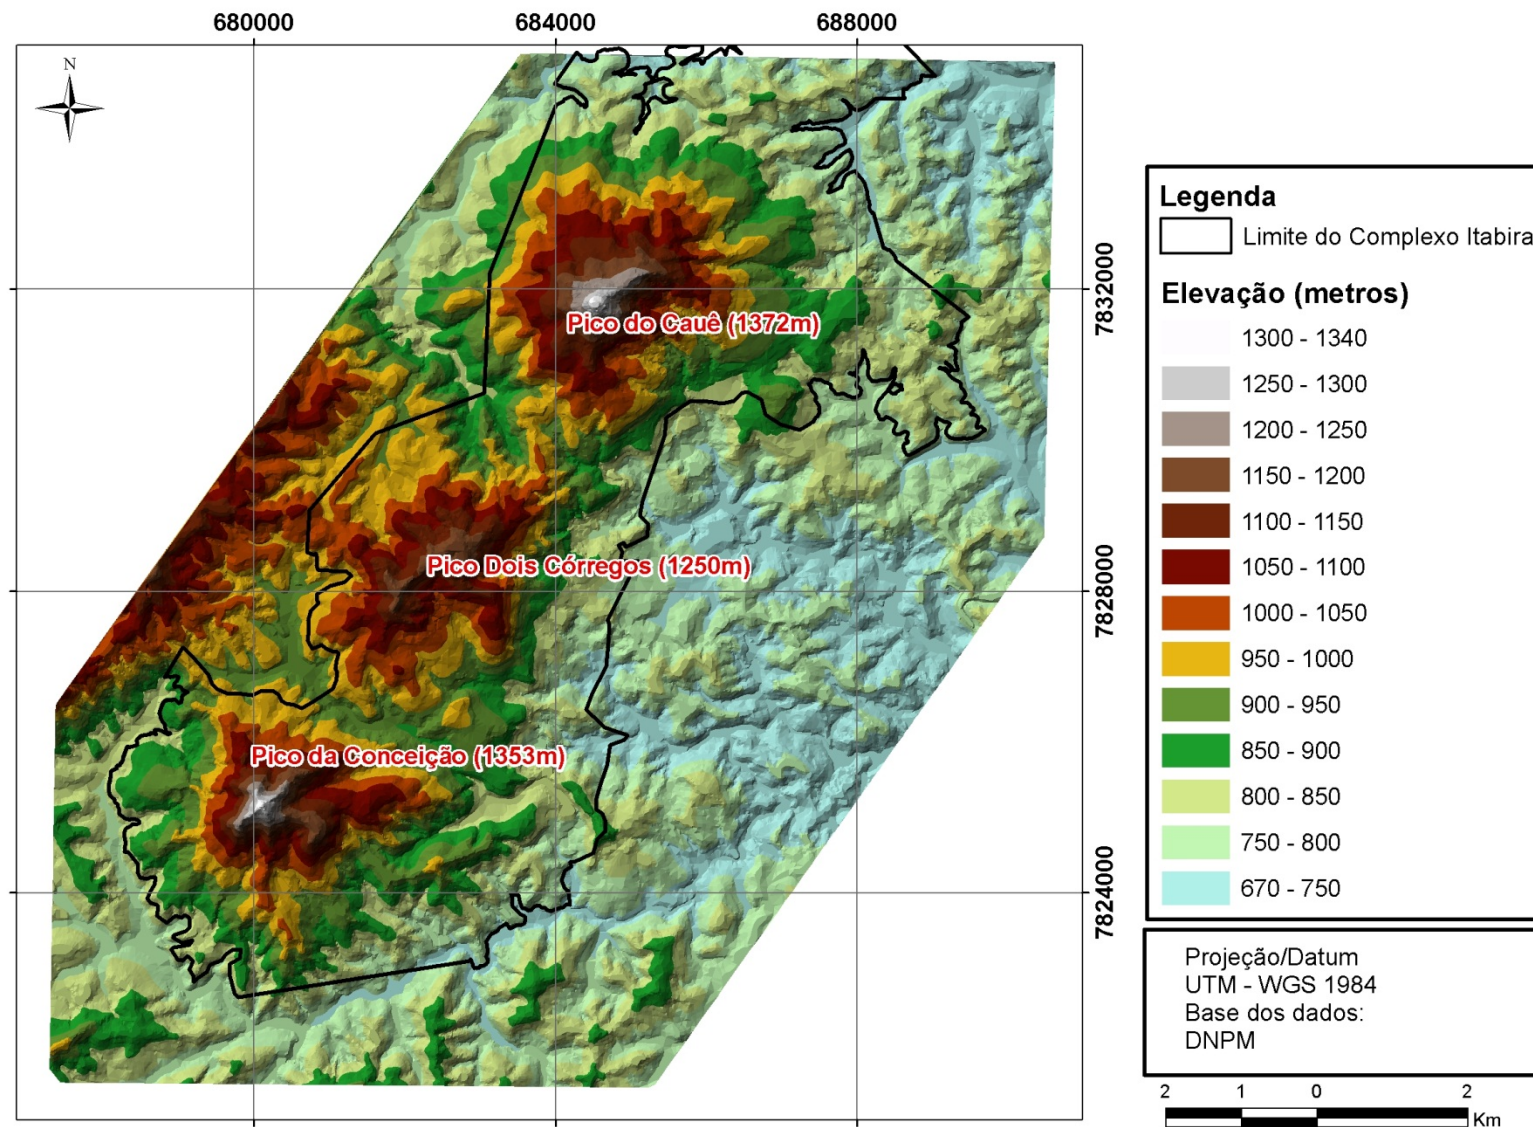 680000
684000
688000
N
7832000
7828000
7824000
Pico do Cauê (1372m)
Pico Dois Córregos (1250m)
Pico da Conceição (1353m)
Legenda
Limite do Complexo Itabira
Elevação (metros)
1300 - 1340
1250 - 1300
1200 - 1250
1150 - 1200
1100 - 1150
1050 - 1100
1000 - 1050
950 - 1000
900 - 950
850 - 900
800 - 850
750 - 800
670 - 750
Projeção/Datum
UTM - WGS 1984
Base dos dados:
DNPM
2 1 0 2
Km